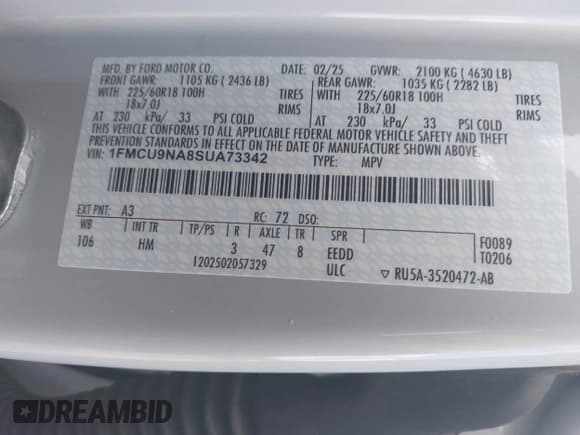 MFD. BY FORD MOTOR CO. DATE: 02/25 GVWR: 2100 KG ( 4630 LB)
FRONT GAWR: 1105 KG ( 2436 LB) REAR GAWR: 1035 KG ( 2282 LB)
WITH 225/60R18 100H TIRES WITH 225/60R18 100H TIRES
18x7.0J RIMS 18x7.0J RIMS
AT 230 kPa/ 33 PSI COLD AT 230 kPa/ 33 PSI COLD
THIS VEHICLE CONFORMS TO ALL APPLICABLE FEDERAL MOTOR VEHICLE SAFETY AND THEFT
PREVENTION STANDARDS IN EFFECT ON THE DATE OF MANUFACTURE SHOWN ABOVE.
VIN: 1FMCU9NA8SUA73342 TYPE: MPV
EXT PNT: A3 RC: 72 DSO:
WB INT TR TP/PS R AXLE TR SPR F0089
106 HM 3 47 8 EEDD T0206
1202502057329 ULC ▽ RU5A-3520472-AB
DREAMBID